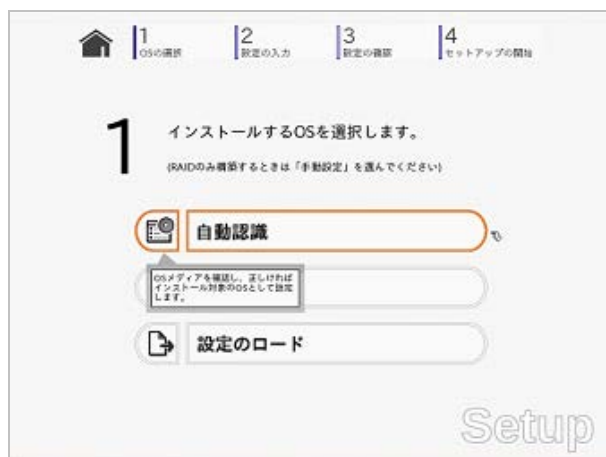 1
OSの選択
2
設定の入力
3
設定の確認
4
セットアップの開始
1
インストールするOSを選択します。
(RAIDのみ構築するときは「手動設定」を選んでください)
自動認識
OSメディアを確認し、正しければ
インストール対象のOSとして設定
します。
設定のロード
Setup